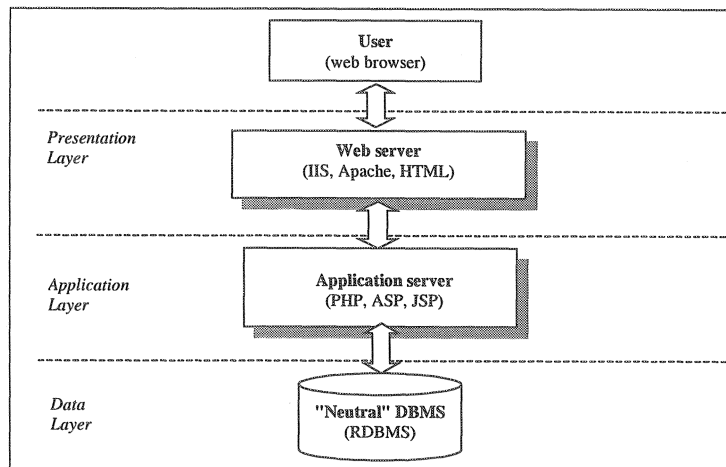 User
(web browser)
Presentation
Layer
Web server
(IIS, Apache, HTML)
Application
Layer
Application server
(PHP, ASP, JSP)
Data
Layer
"Neutral" DBMS
(RDBMS)